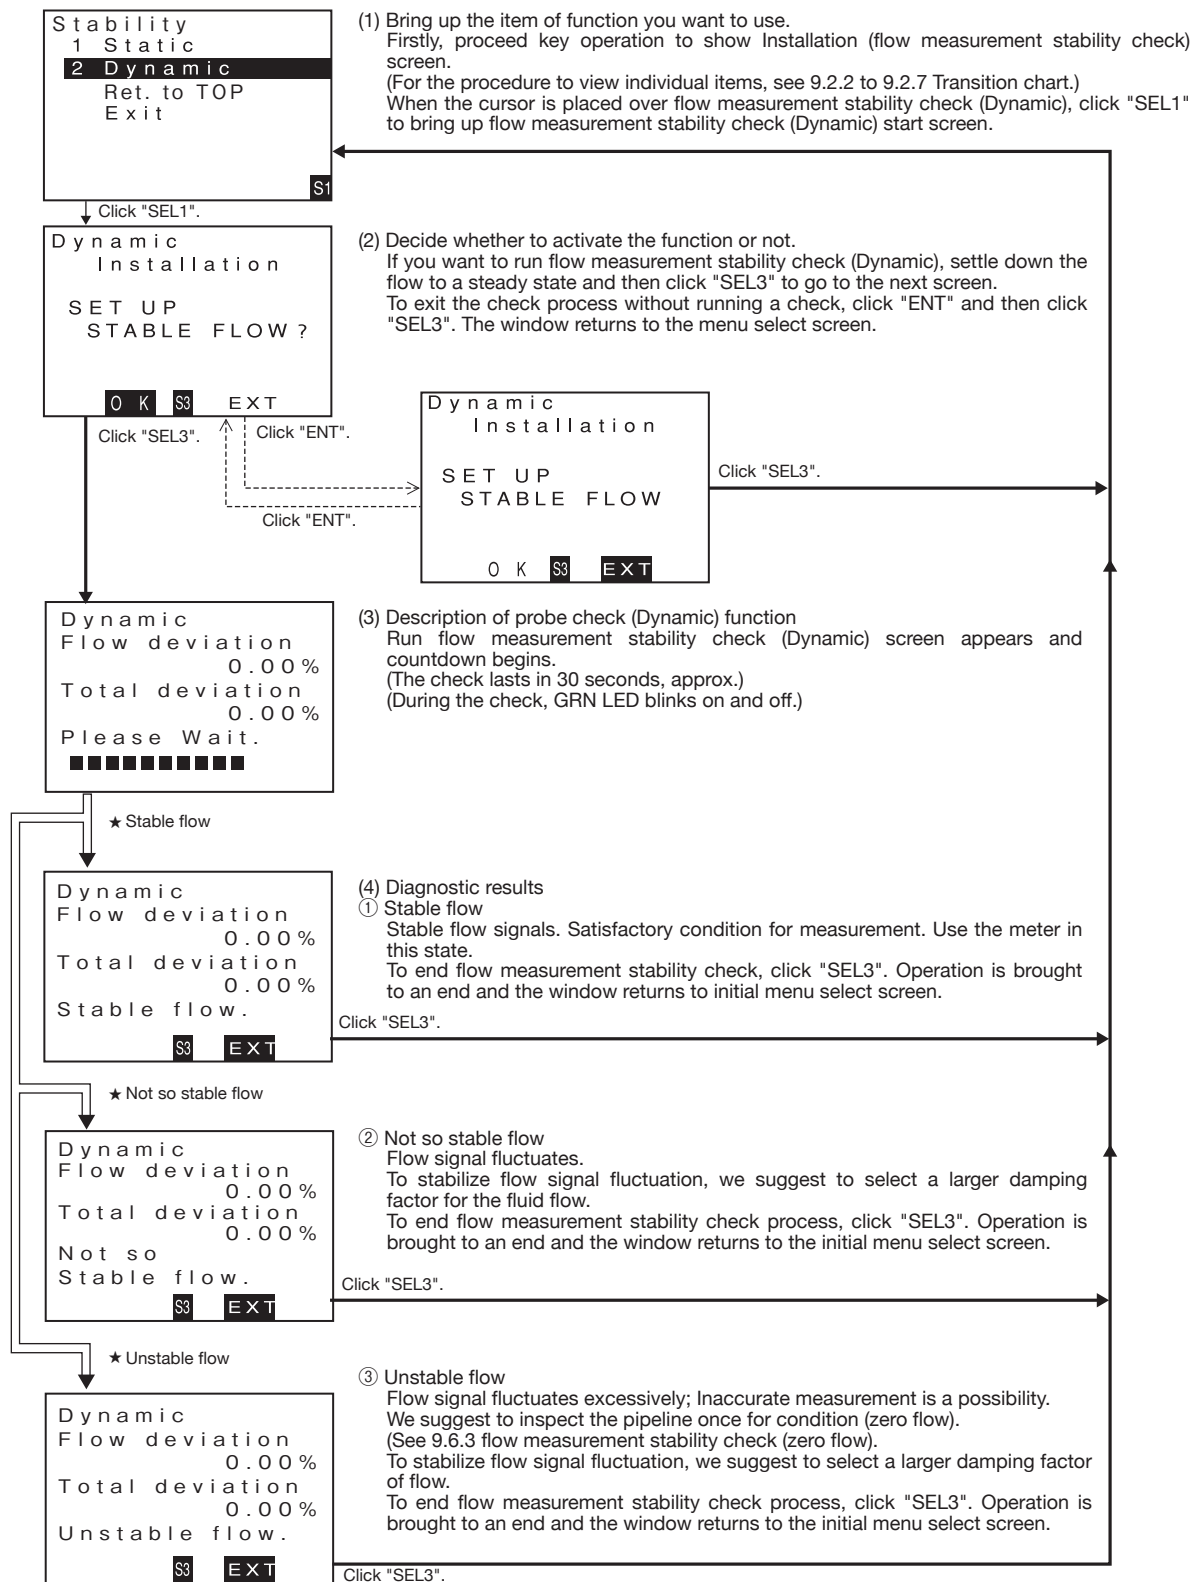 Stability
1 Static
2 Dynamic
Ret. to TOP
Exit
S1
(1) Bring up the item of function you want to use.
Firstly, proceed key operation to show Installation (flow measurement stability check)
screen.
(For the procedure to view individual items, see 9.2.2 to 9.2.7 Transition chart.)
When the cursor is placed over flow measurement stability check (Dynamic), click "SEL1"
to bring up flow measurement stability check (Dynamic) start screen.
Click "SEL1".
Dynamic
Installation
SET UP
STABLE FLOW?
OK S3 EXT
(2) Decide whether to activate the function or not.
If you want to run flow measurement stability check (Dynamic), settle down the
flow to a steady state and then click "SEL3" to go to the next screen.
To exit the check process without running a check, click "ENT" and then click
"SEL3". The window returns to the menu select screen.
Click "SEL3".
Click "ENT".
Click "ENT".
Dynamic
Installation
SET UP
STABLE FLOW
OK S3 EXT
Click "SEL3".
Dynamic
Flow deviation
0.00%
Total deviation
0.00%
Please Wait.
(3) Description of probe check (Dynamic) function
Run flow measurement stability check (Dynamic) screen appears and
countdown begins.
(The check lasts in 30 seconds, approx.)
(During the check, GRN LED blinks on and off.)
★ Stable flow
Dynamic
Flow deviation
0.00%
Total deviation
0.00%
Stable flow.
S3 EXT
(4) Diagnostic results
① Stable flow
Stable flow signals. Satisfactory condition for measurement. Use the meter in
this state.
To end flow measurement stability check, click "SEL3". Operation is brought
to an end and the window returns to initial menu select screen.
Click "SEL3".
★ Not so stable flow
Dynamic
Flow deviation
0.00%
Total deviation
0.00%
Not so
Stable flow.
S3 EXT
② Not so stable flow
Flow signal fluctuates.
To stabilize flow signal fluctuation, we suggest to select a larger damping
factor for the fluid flow.
To end flow measurement stability check process, click "SEL3". Operation is
brought to an end and the window returns to the initial menu select screen.
Click "SEL3".
★ Unstable flow
Dynamic
Flow deviation
0.00%
Total deviation
0.00%
Unstable flow.
S3 EXT
③ Unstable flow
Flow signal fluctuates excessively; Inaccurate measurement is a possibility.
We suggest to inspect the pipeline once for condition (zero flow).
(See 9.6.3 flow measurement stability check (zero flow).
To stabilize flow signal fluctuation, we suggest to select a larger damping factor
of flow.
To end flow measurement stability check process, click "SEL3". Operation is
brought to an end and the window returns to the initial menu select screen.
Click "SEL3".